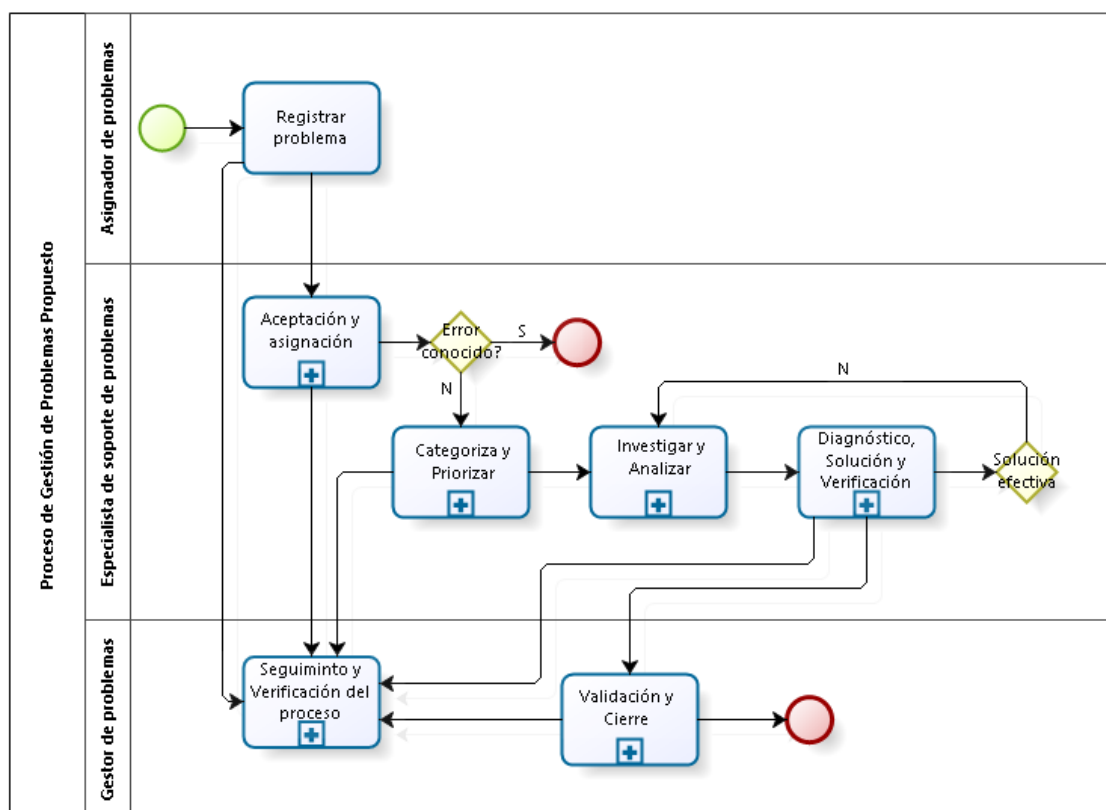 Proceso de Gestión de Problemas Propuesto
Asignador de problemas
Registrar
problema
Especialista de soporte de problemas
Aceptación y
asignación
Error
conocido?
S
N
Categoriza y
Priorizar
Investigar y
Analizar
N
Diagnóstico,
Solución y
Verificación
Solución
efectiva
Gestor de problemas
Seguiminto y
Verificación del
proceso
Validación y
Cierre